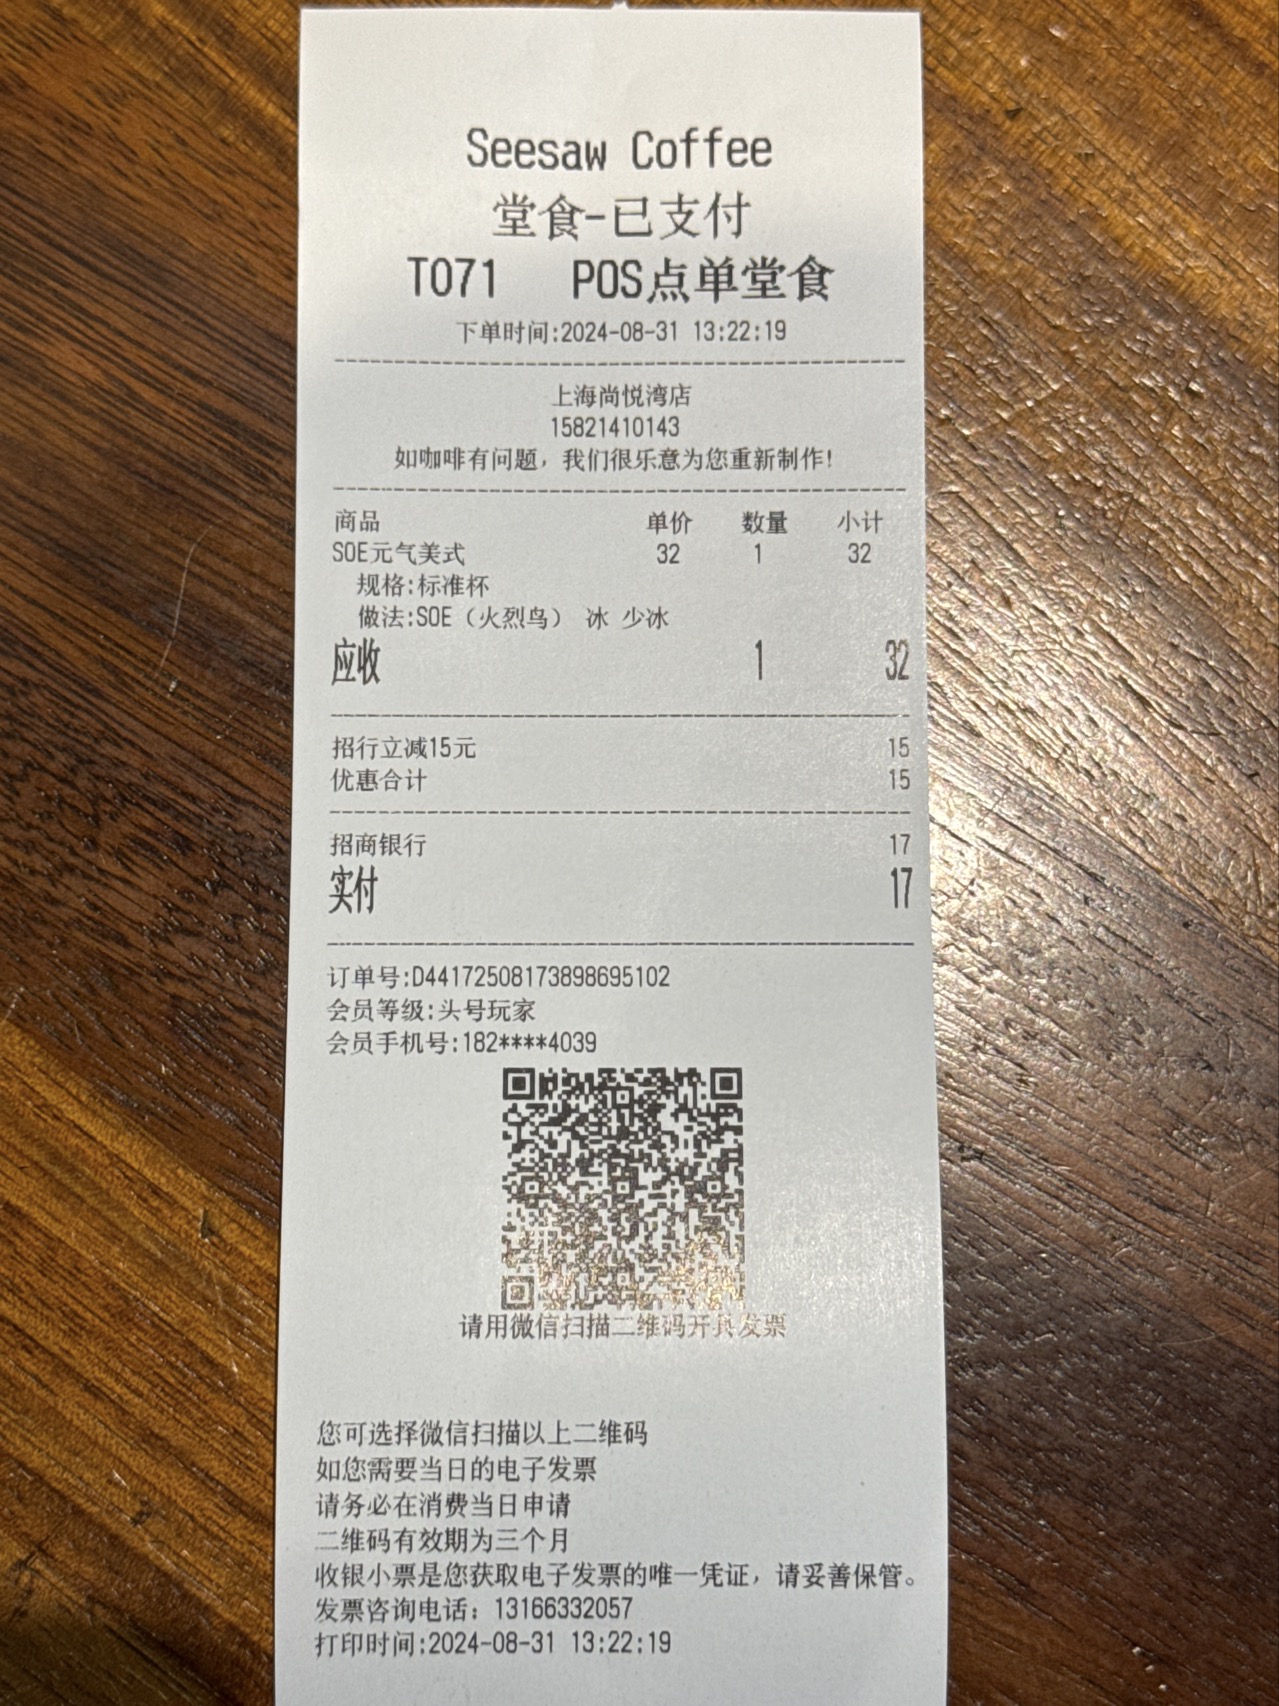 Seesaw Coffee
堂食-已支付
T071 POS点单堂食
下单时间:2024-08-31 13:22:19
上海尚悦湾店
15821410143
如咖啡有问题，我们很乐意为您重新制作!
商品 单价 数量 小计
SOE元气美式 32 1 32
规格:标准杯
做法:SOE（火烈鸟） 冰 少冰
应收 1 32
招行立减15元 15
优惠合计 15
招商银行 17
实付 17
订单号:D44172508173898695102
会员等级:头号玩家
会员手机号:182****4039
请用微信扫描二维码开具发票
您可选择微信扫描以上二维码
如您需要当日的电子发票
请务必在消费当日申请
二维码有效期为三个月
收银小票是您获取电子发票的唯一凭证，请妥善保管。
发票咨询电话：13166332057
打印时间:2024-08-31 13:22:19